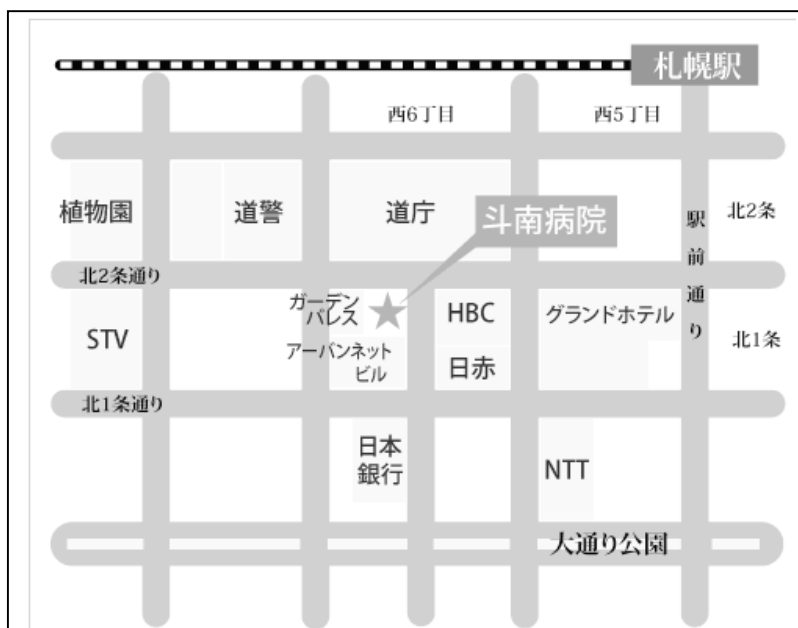 札幌駅
西6丁目
西5丁目
植物園
道警
道庁
斗南病院
駅前通り
北2条
北2条通り
ガーデン
パレス
HBC
グランドホテル
STV
北1条
アーバンネット
ビル
日赤
北1条通り
日本
銀行
NTT
大通り公園